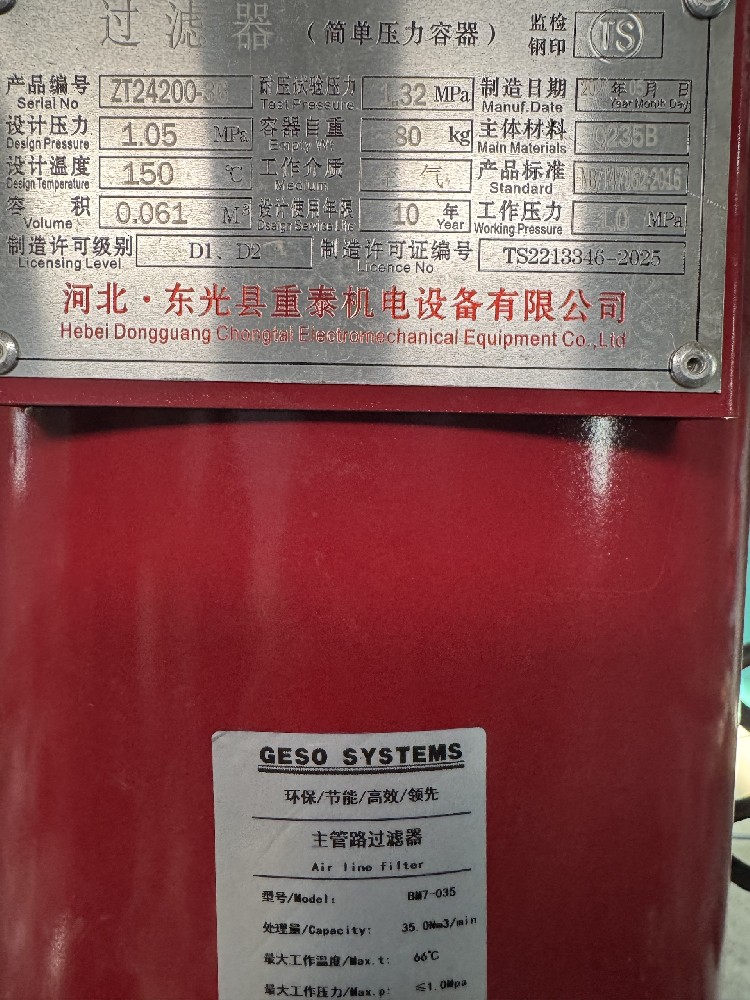 过滤器 (简单压力容器) 监检钢印 TS
产品编号 Serial No ZT24200- 耐压试验压力 Test Pressure 1.32 MPa 制造日期 Manuf.Date 年05月 日 Year Month Day
设计压力 Design Pressure 1.05 MPa 容器自重 Empty Wt 80 kg 主体材料 Main Materials Q235B
设计温度 Design Temperature 150 ℃ 工作介质 Medium 气 产品标准 Standard
容积 Volume 0.061 M³ 设计使用年限 Design Service Life 10 年 Year 工作压力 Working Pressure 1.0 MPa
制造许可级别 Licensing Level D1、D2 制造许可证编号 Licence No TS2213346-2025
河北·东光县重泰机电设备有限公司
Hebei Dongguang Chongtai Electromechanical Equipment Co.,Ltd
GESO SYSTEMS
环保/节能/高效/领先
主管路过滤器
Air line filter
型号/Model: BM7-035
处理量/Capacity: 35.0Nm3/min
最大工作温度/Max.t: 66℃
最大工作压力/Max.p: ≤1.0Mpa